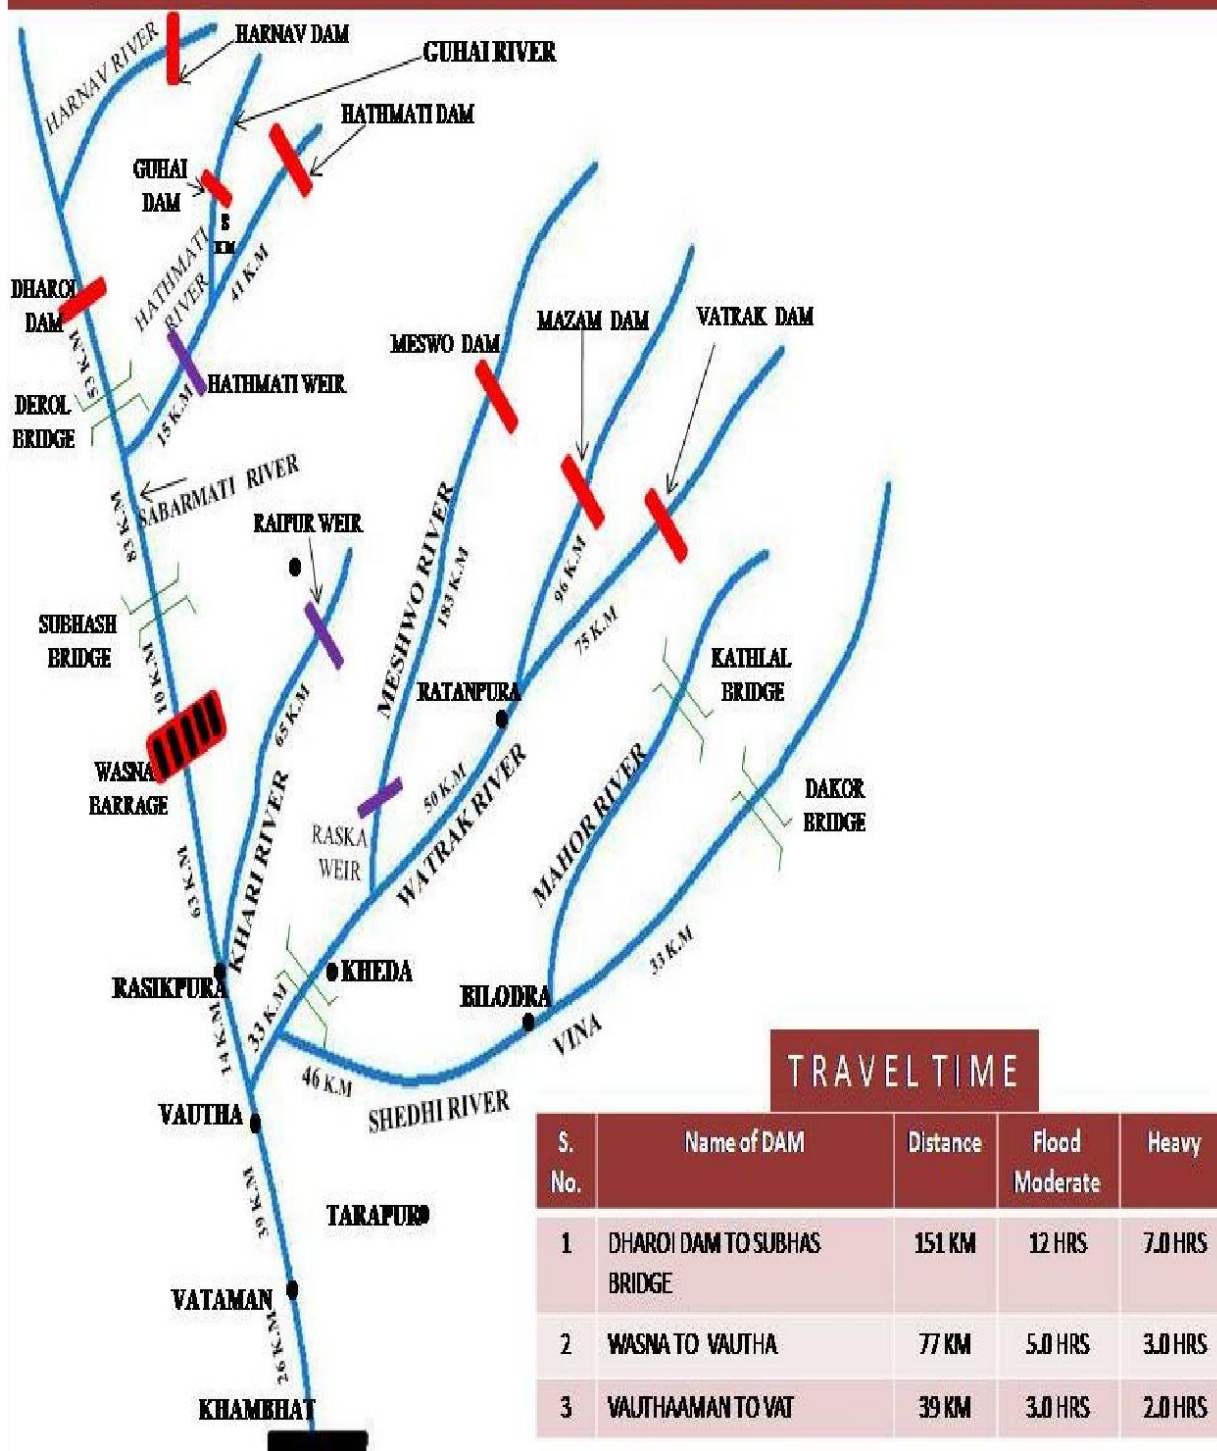 HARNAV RIVER
HARNAV DAM
GUHAI RIVER
HATHMATI DAM
GUHAI
DAM
8
KM
HATHMATI
RIVER
41 K.M
DHAROI
DAM
53 K.M
HATHMATI WEIR
DEROL
BRIDGE
15 K.M
MESWO DAM
MAZAM DAM
VATRAK DAM
SABARMATI RIVER
83 K.M
RAIPUR WEIR
MESHWO RIVER
183 K.M
96 K.M
75 K.M
SUBHASH
BRIDGE
10 K.M
KATHLAL
BRIDGE
RATANPURA
65 K.M
WASNA
BARRAGE
50 K.M
WATRAK RIVER
MAHOR RIVER
DAKOR
BRIDGE
RASKA
WEIR
KHARI RIVER
63 K.M
33 K.M
KHEDA
RASIKPURA
BILODRA
33 K.M
VINA
14 K.M
46 K.M
SHEDHI RIVER
VAUTHA
39 K.M
TARAPUR
VATAMAN
26 K.M
KHAMBHAT
TRAVEL TIME
S. No. Name of DAM Distance Flood Moderate Heavy
1 DHAROI DAM TO SUBHAS BRIDGE 151 KM 12 HRS 7.0 HRS
2 WASNA TO VAUTHA 77 KM 5.0 HRS 3.0 HRS
3 VAUTHAAMAN TO VAT 39 KM 3.0 HRS 2.0 HRS